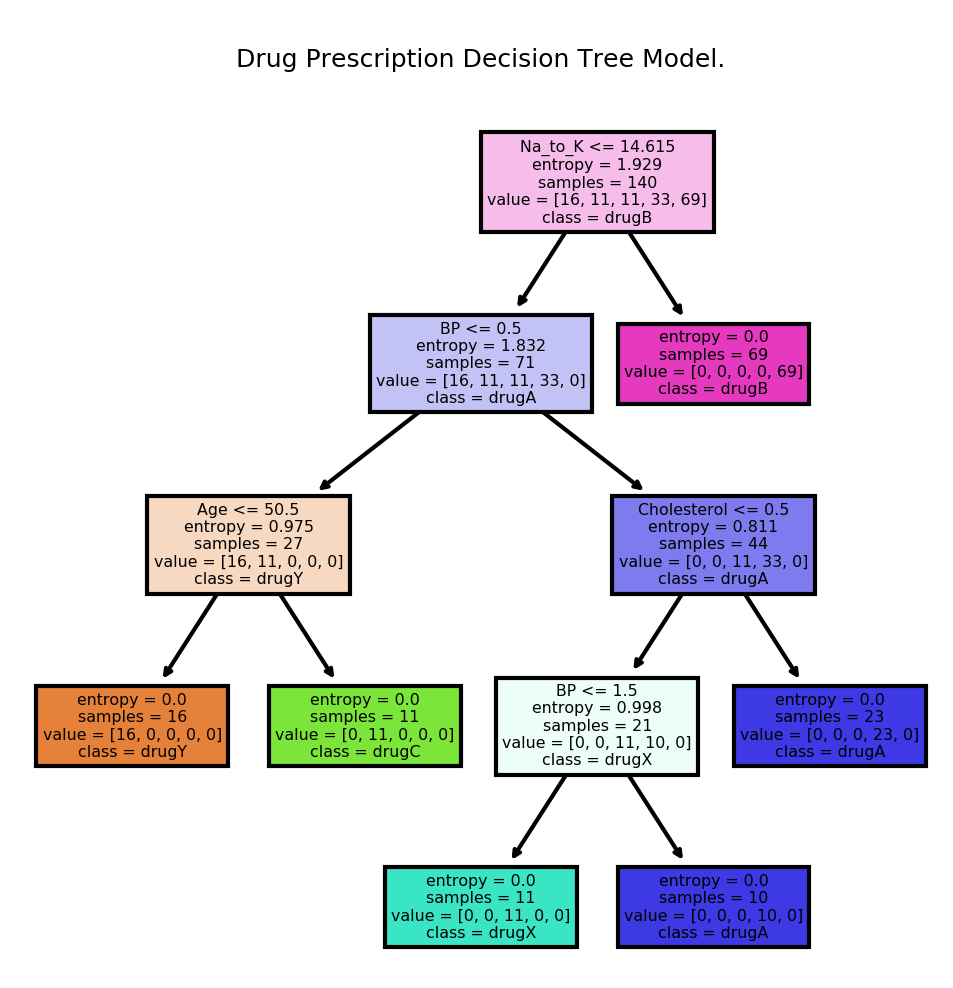 Drug Prescription Decision Tree Model.
Na_to_K <= 14.615
entropy = 1.929
samples = 140
value = [16, 11, 11, 33, 69]
class = drugB
BP <= 0.5
entropy = 1.832
samples = 71
value = [16, 11, 11, 33, 0]
class = drugA
entropy = 0.0
samples = 69
value = [0, 0, 0, 0, 69]
class = drugB
Age <= 50.5
entropy = 0.975
samples = 27
value = [16, 11, 0, 0, 0]
class = drugY
Cholesterol <= 0.5
entropy = 0.811
samples = 44
value = [0, 0, 11, 33, 0]
class = drugA
entropy = 0.0
samples = 16
value = [16, 0, 0, 0, 0]
class = drugY
entropy = 0.0
samples = 11
value = [0, 11, 0, 0, 0]
class = drugC
BP <= 1.5
entropy = 0.998
samples = 21
value = [0, 0, 11, 10, 0]
class = drugX
entropy = 0.0
samples = 23
value = [0, 0, 0, 23, 0]
class = drugA
entropy = 0.0
samples = 11
value = [0, 0, 11, 0, 0]
class = drugX
entropy = 0.0
samples = 10
value = [0, 0, 0, 10, 0]
class = drugA